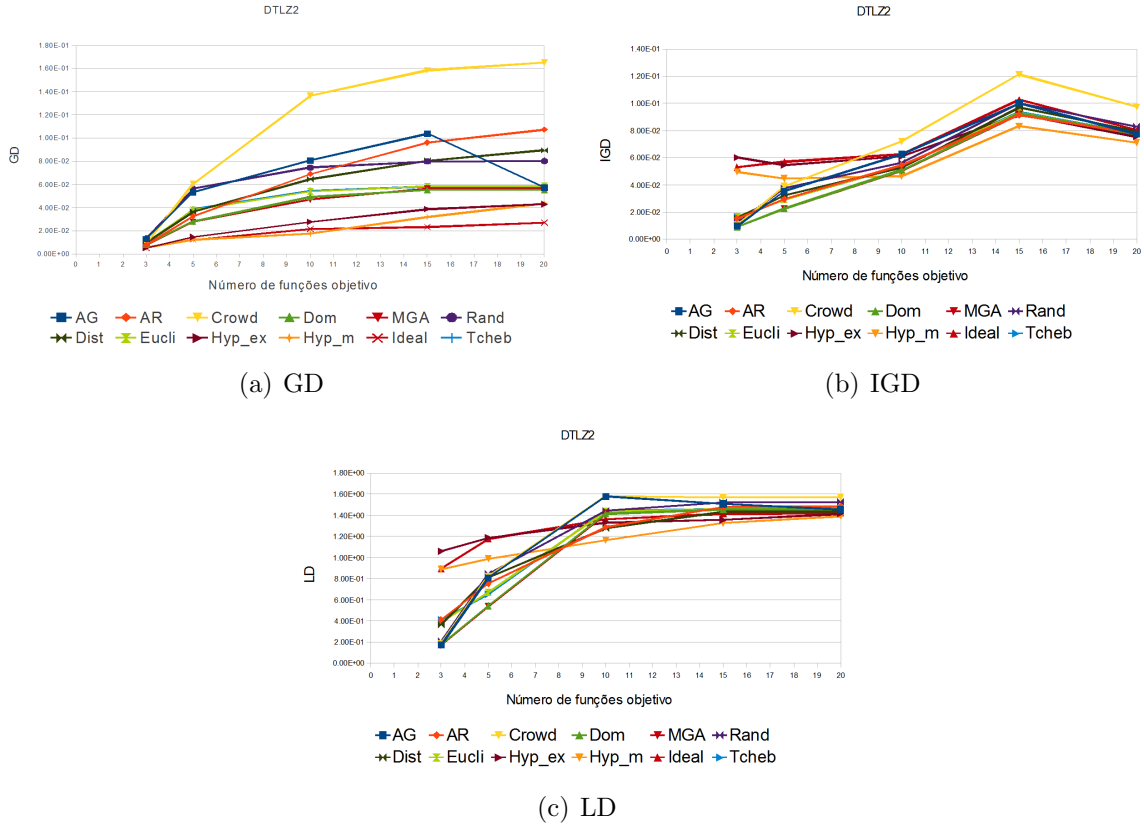 DTLZ2
1.80E-01
1.60E-01
1.40E-01
1.20E-01
1.00E-01
8.00E-02
6.00E-02
4.00E-02
2.00E-02
0.00E+00
GD
0 1 2 3 4 5 6 7 8 9 10 11 12 13 14 15 16 17 18 19 20
Número de funções objetivo
AG AR Crowd Dom MGA Rand
Dist Eucli Hyp_ex Hyp_m Ideal Tcheb
(a) GD
DTLZ2
1.40E-01
1.20E-01
1.00E-01
8.00E-02
6.00E-02
4.00E-02
2.00E-02
0.00E+00
IGD
0 1 2 3 4 5 6 7 8 9 10 11 12 13 14 15 16 17 18 19 20
Número de funções objetivo
AG AR Crowd Dom MGA Rand
Dist Eucli Hyp_ex Hyp_m Ideal Tcheb
(b) IGD
DTLZ2
1.80E+00
1.60E+00
1.40E+00
1.20E+00
1.00E+00
8.00E-01
6.00E-01
4.00E-01
2.00E-01
0.00E+00
LD
0 1 2 3 4 5 6 7 8 9 10 11 12 13 14 15 16 17 18 19 20
Número de funções objetivo
AG AR Crowd Dom MGA Rand
Dist Eucli Hyp_ex Hyp_m Ideal Tcheb
(c) LD